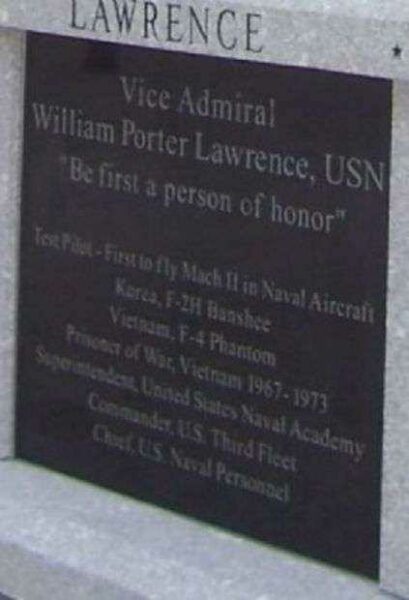 LAWRENCE
Vice Admiral
William Porter Lawrence, USN
"Be first a person of honor"
Test Pilot - First to fly Mach II in Naval Aircraft
Korea, F-2H Banshee
Vietnam, F-4 Phantom
Prisoner of War, Vietnam 1967-1973
Superintendent, United States Naval Academy
Commander, U.S. Third Fleet
Chief, U.S. Naval Personnel